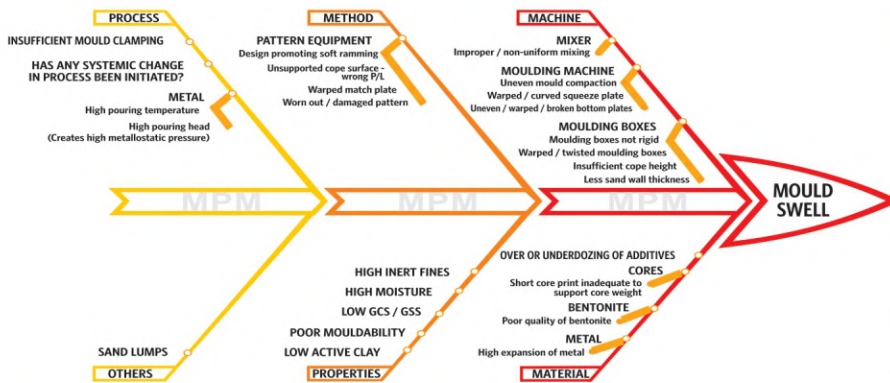 PROCESS
INSUFFICIENT MOULD CLAMPING
HAS ANY SYSTEMIC CHANGE
IN PROCESS BEEN INITIATED?
METAL
High pouring temperature
High pouring head
(Creates high metallostatic pressure)
METHOD
PATTERN EQUIPMENT
Design promoting soft ramming
Unsupported cope surface -
wrong P/L
Warped match plate
Worn out / damaged pattern
MACHINE
MIXER
Improper / non-uniform mixing
MOULDING MACHINE
Uneven mould compaction
Warped / curved squeeze plate
Uneven / warped / broken bottom plates
MOULDING BOXES
Moulding boxes not rigid
Warped / twisted moulding boxes
Insufficient cope height
Less sand wall thickness
MPM
MPM
MPM
MOULD
SWELL
SAND LUMPS
OTHERS
HIGH INERT FINES
HIGH MOISTURE
LOW GCS / GSS
POOR MOULDABILITY
LOW ACTIVE CLAY
PROPERTIES
OVER OR UNDERDOZING OF ADDITIVES
CORES
Short core print inadequate to
support core weight
BENTONITE
Poor quality of bentonite
METAL
High expansion of metal
MATERIAL